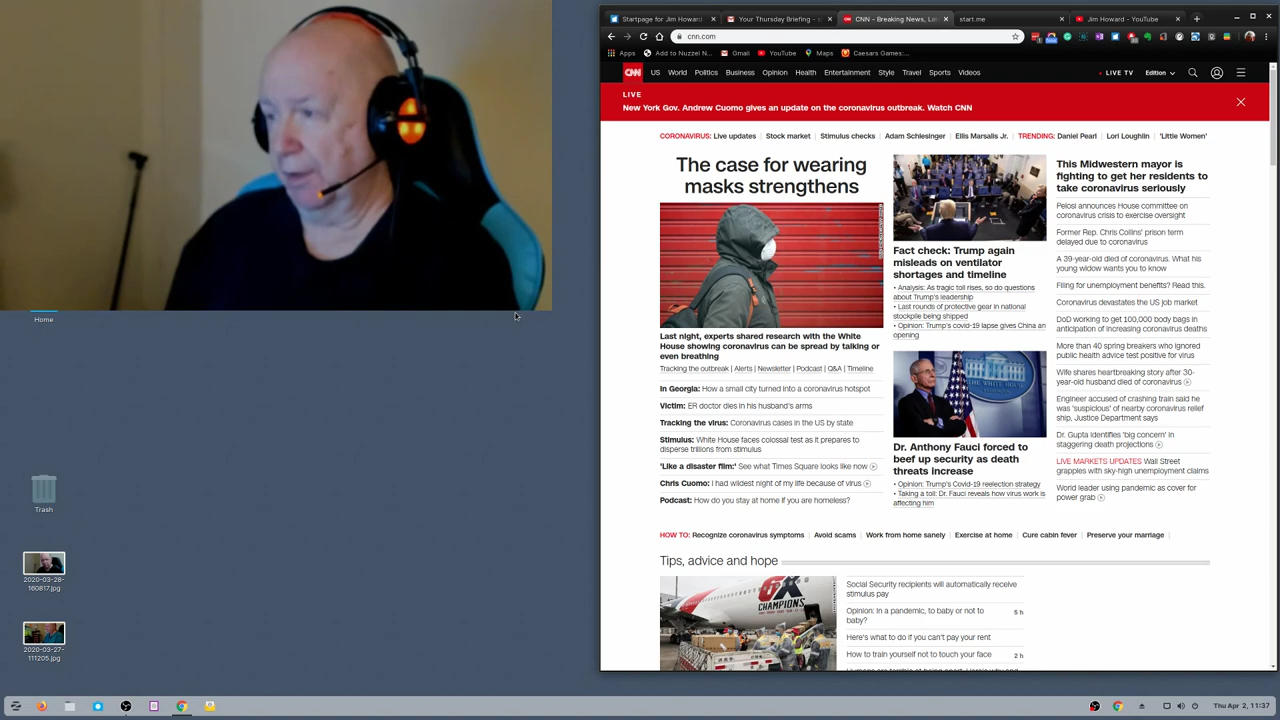 Startpage for Jim Howard
Your Thursday Briefing -
CNN - Breaking News, Lat
start.me
Jim Howard - YouTube
cnn.com
Apps
Add to Nuzzel N...
Gmail
YouTube
Maps
Caesars Games:...
CNN
US
World
Politics
Business
Opinion
Health
Entertainment
Style
Travel
Sports
Videos
LIVE TV
Edition
LIVE
New York Gov. Andrew Cuomo gives an update on the coronavirus outbreak. Watch CNN
CORONAVIRUS: Live updates
Stock market
Stimulus checks
Adam Schlesinger
Ellis Marsalis Jr.
TRENDING: Daniel Pearl
Lori Loughlin
'Little Women'
The case for wearing
masks strengthens
Last night, experts shared research with the White
House showing coronavirus can be spread by talking or
even breathing
Tracking the outbreak | Alerts | Newsletter | Podcast | Q&A | Timeline
In Georgia: How a small city turned into a coronavirus hotspot
Victim: ER doctor dies in his husband's arms
Tracking the virus: Coronavirus cases in the US by state
Stimulus: White House faces colossal test as it prepares to
disperse trillions from stimulus
'Like a disaster film:' See what Times Square looks like now
Chris Cuomo: I had wildest night of my life because of virus
Podcast: How do you stay at home if you are homeless?
Fact check: Trump again
misleads on ventilator
shortages and timeline
• Analysis: As tragic toll rises, so do questions
about Trump's leadership
• Last rounds of protective gear in national
stockpile being shipped
• Opinion: Trump's covid-19 lapse gives China an
opening
THE WHITE HOUSE
Dr. Anthony Fauci forced to
beef up security as death
threats increase
• Opinion: Trump's Covid-19 reelection strategy
• Taking a toll: Dr. Fauci reveals how virus work is
affecting him
This Midwestern mayor is
fighting to get her residents to
take coronavirus seriously
Pelosi announces House committee on
coronavirus crisis to exercise oversight
Former Rep. Chris Collins' prison term
delayed due to coronavirus
A 39-year-old died of coronavirus. What his
young widow wants you to know
Filing for unemployment benefits? Read this.
Coronavirus devastates the US job market
DoD working to get 100,000 body bags in
anticipation of increasing coronavirus deaths
More than 40 spring breakers who ignored
public health advice test positive for virus
Wife shares heartbreaking story after 30-
year-old husband died of coronavirus
Engineer accused of crashing train said he
was 'suspicious' of nearby coronavirus relief
ship, Justice Department says
Dr. Gupta identifies 'big concern' in
staggering death projections
LIVE MARKETS UPDATES Wall Street
grapples with sky-high unemployment claims
World leader using pandemic as cover for
power grab
HOW TO: Recognize coronavirus symptoms
Avoid scams
Work from home sanely
Exercise at home
Cure cabin fever
Preserve your marriage
Tips, advice and hope
6X
CHAMPIONS
Social Security recipients will automatically receive
stimulus pay
Opinion: In a pandemic, to baby or not to
baby?
5 h
Here's what to do if you can't pay your rent
How to train yourself not to touch your face
2 h
Home
Trash
2020-03-28-
160817.jpg
2020-03-27-
111205.jpg
Thu Apr 2, 11:37